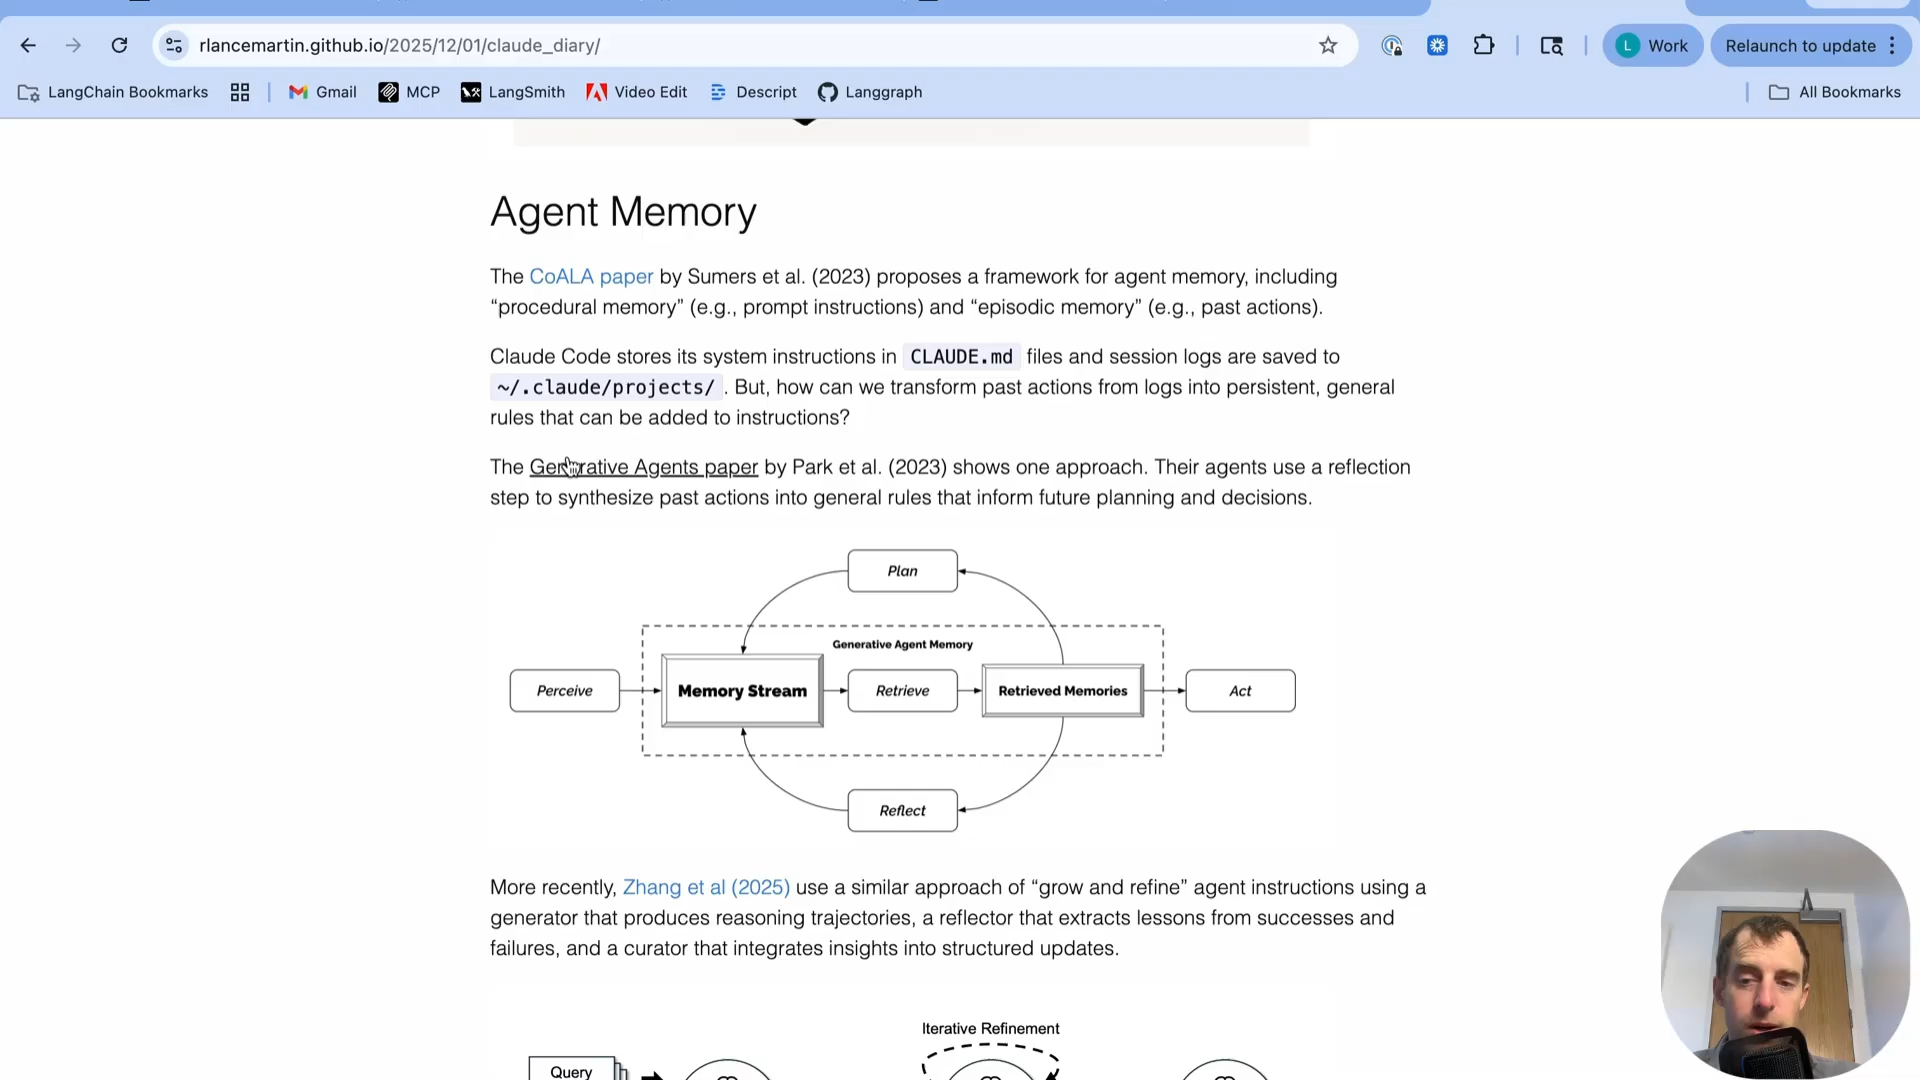 rlancemartin.github.io/2025/12/01/claude_diary/
L Work
Relaunch to update
LangChain Bookmarks
Gmail
MCP
LangSmith
Video Edit
Descript
Langgraph
All Bookmarks
Agent Memory
The CoALA paper by Sumers et al. (2023) proposes a framework for agent memory, including
“procedural memory” (e.g., prompt instructions) and “episodic memory” (e.g., past actions).
Claude Code stores its system instructions in CLAUDE.md files and session logs are saved to
~/.claude/projects/ . But, how can we transform past actions from logs into persistent, general
rules that can be added to instructions?
The Generative Agents paper by Park et al. (2023) shows one approach. Their agents use a reflection
step to synthesize past actions into general rules that inform future planning and decisions.
Plan
Generative Agent Memory
Perceive
Memory Stream
Retrieve
Retrieved Memories
Act
Reflect
More recently, Zhang et al (2025) use a similar approach of “grow and refine” agent instructions using a
generator that produces reasoning trajectories, a reflector that extracts lessons from successes and
failures, and a curator that integrates insights into structured updates.
Iterative Refinement
Query